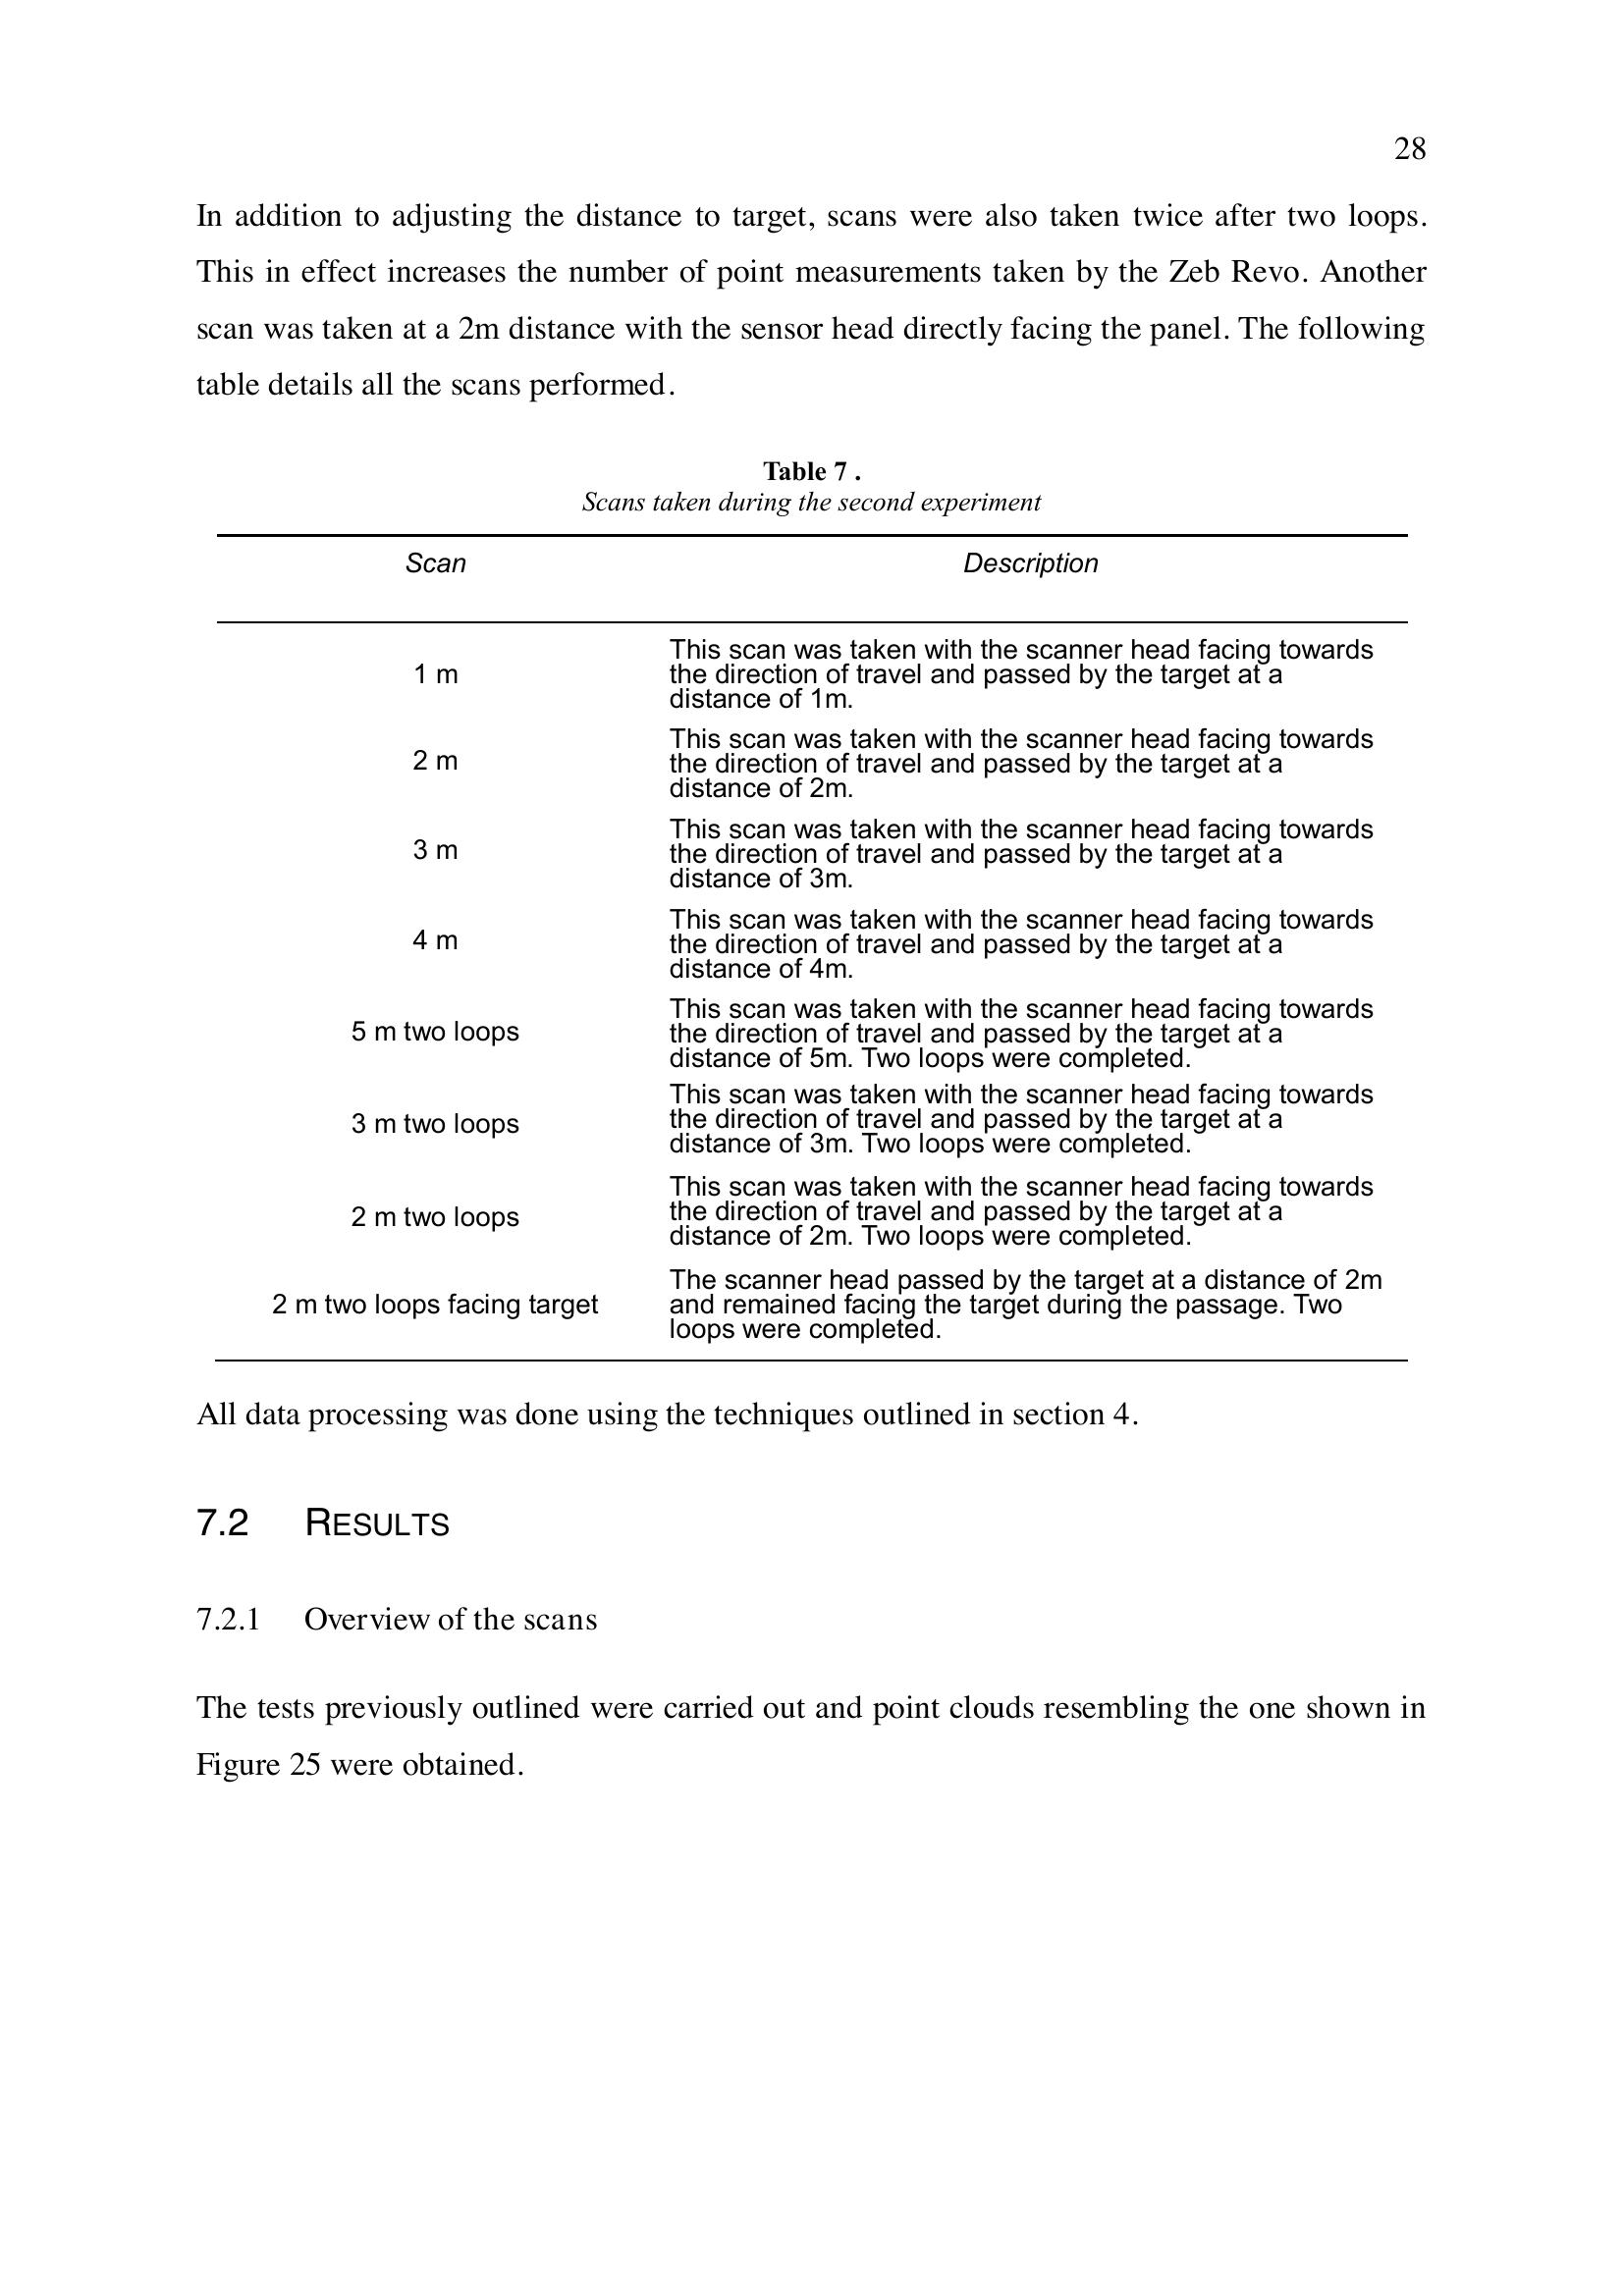 28
In addition to adjusting the distance to target, scans were also taken twice after two loops.
This in effect increases the number of point measurements taken by the Zeb Revo. Another
scan was taken at a 2m distance with the sensor head directly facing the panel. The following
table details all the scans performed.
Table 7 .
Scans taken during the second experiment
Scan Description
1 m
This scan was taken with the scanner head facing towards
the direction of travel and passed by the target at a
distance of 1m.
2 m
This scan was taken with the scanner head facing towards
the direction of travel and passed by the target at a
distance of 2m.
3 m
This scan was taken with the scanner head facing towards
the direction of travel and passed by the target at a
distance of 3m.
4 m
This scan was taken with the scanner head facing towards
the direction of travel and passed by the target at a
distance of 4m.
5 m two loops
This scan was taken with the scanner head facing towards
the direction of travel and passed by the target at a
distance of 5m. Two loops were completed.
3 m two loops
This scan was taken with the scanner head facing towards
the direction of travel and passed by the target at a
distance of 3m. Two loops were completed.
2 m two loops
This scan was taken with the scanner head facing towards
the direction of travel and passed by the target at a
distance of 2m. Two loops were completed.
2 m two loops facing target
The scanner head passed by the target at a distance of 2m
and remained facing the target during the passage. Two
loops were completed.
All data processing was done using the techniques outlined in section 4.
7.2 RESULTS
7.2.1 Overview of the scans
The tests previously outlined were carried out and point clouds resembling the one shown in
Figure 25 were obtained.